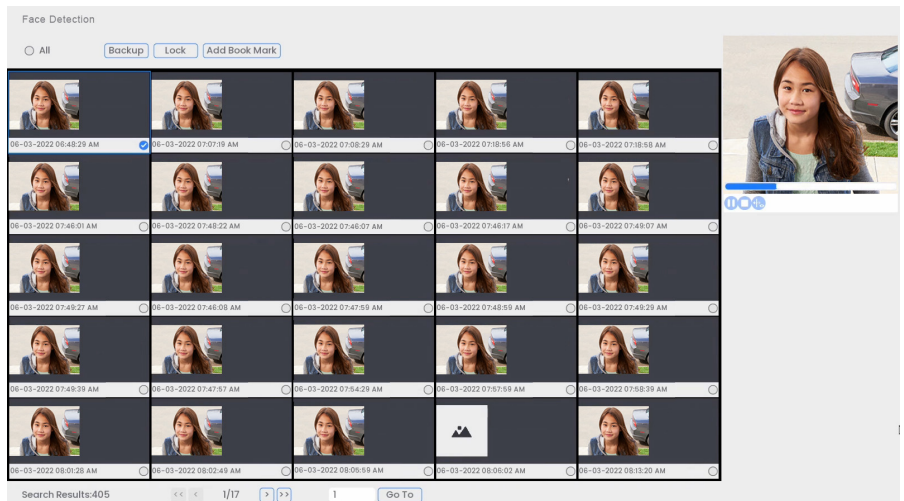 Face Detection
All Backup Lock Add Book Mark
06-03-2022 06:48:29 AM 06-03-2022 07:07:19 AM 06-03-2022 07:08:29 AM 06-03-2022 07:18:56 AM 06-03-2022 07:18:58 AM
06-03-2022 07:46:01 AM 06-03-2022 07:48:22 AM 06-03-2022 07:46:07 AM 06-03-2022 07:46:17 AM 06-03-2022 07:49:07 AM
06-03-2022 07:49:27 AM 06-03-2022 07:46:08 AM 06-03-2022 07:47:59 AM 06-03-2022 07:48:59 AM 06-03-2022 07:49:29 AM
06-03-2022 07:49:39 AM 06-03-2022 07:47:57 AM 06-03-2022 07:54:29 AM 06-03-2022 07:57:59 AM 06-03-2022 07:58:39 AM
06-03-2022 08:01:28 AM 06-03-2022 08:02:49 AM 06-03-2022 08:05:59 AM 06-03-2022 08:06:02 AM 06-03-2022 08:13:20 AM
Search Results:405 << < 1/17 > >> 1 Go To